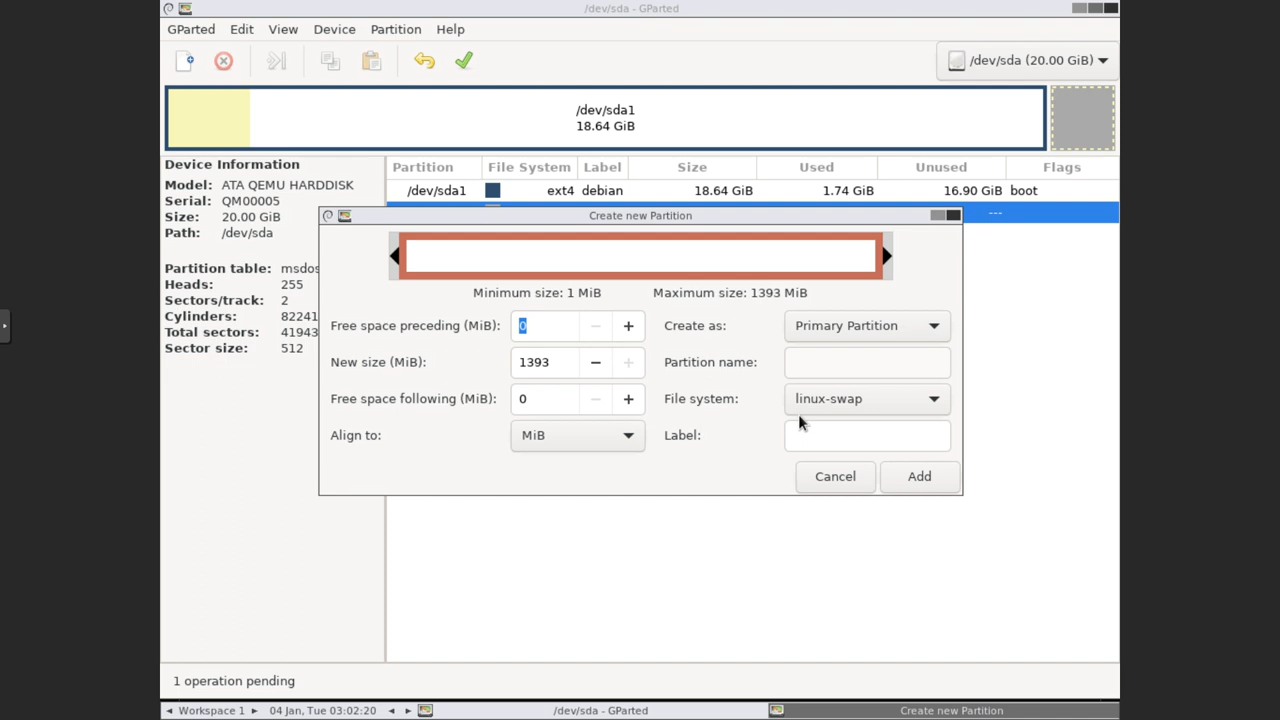 /dev/sda - GParted
GParted Edit View Device Partition Help
/dev/sda (20.00 GiB)
/dev/sda1
18.64 GiB
Device Information
Model: ATA QEMU HARDDISK
Serial: QM00005
Size: 20.00 GiB
Path: /dev/sda
Partition table: msdos
Heads: 255
Sectors/track: 2
Cylinders: 82241
Total sectors: 41943
Sector size: 512
Partition File System Label Size Used Unused Flags
/dev/sda1 ext4 debian 18.64 GiB 1.74 GiB 16.90 GiB boot
---
Create new Partition
Minimum size: 1 MiB Maximum size: 1393 MiB
Free space preceding (MiB): 0 Create as: Primary Partition
New size (MiB): 1393 Partition name:
Free space following (MiB): 0 File system: linux-swap
Align to: MiB Label:
Cancel Add
1 operation pending
Workspace 1 04 Jan, Tue 03:02:20 /dev/sda - GParted Create new Partition